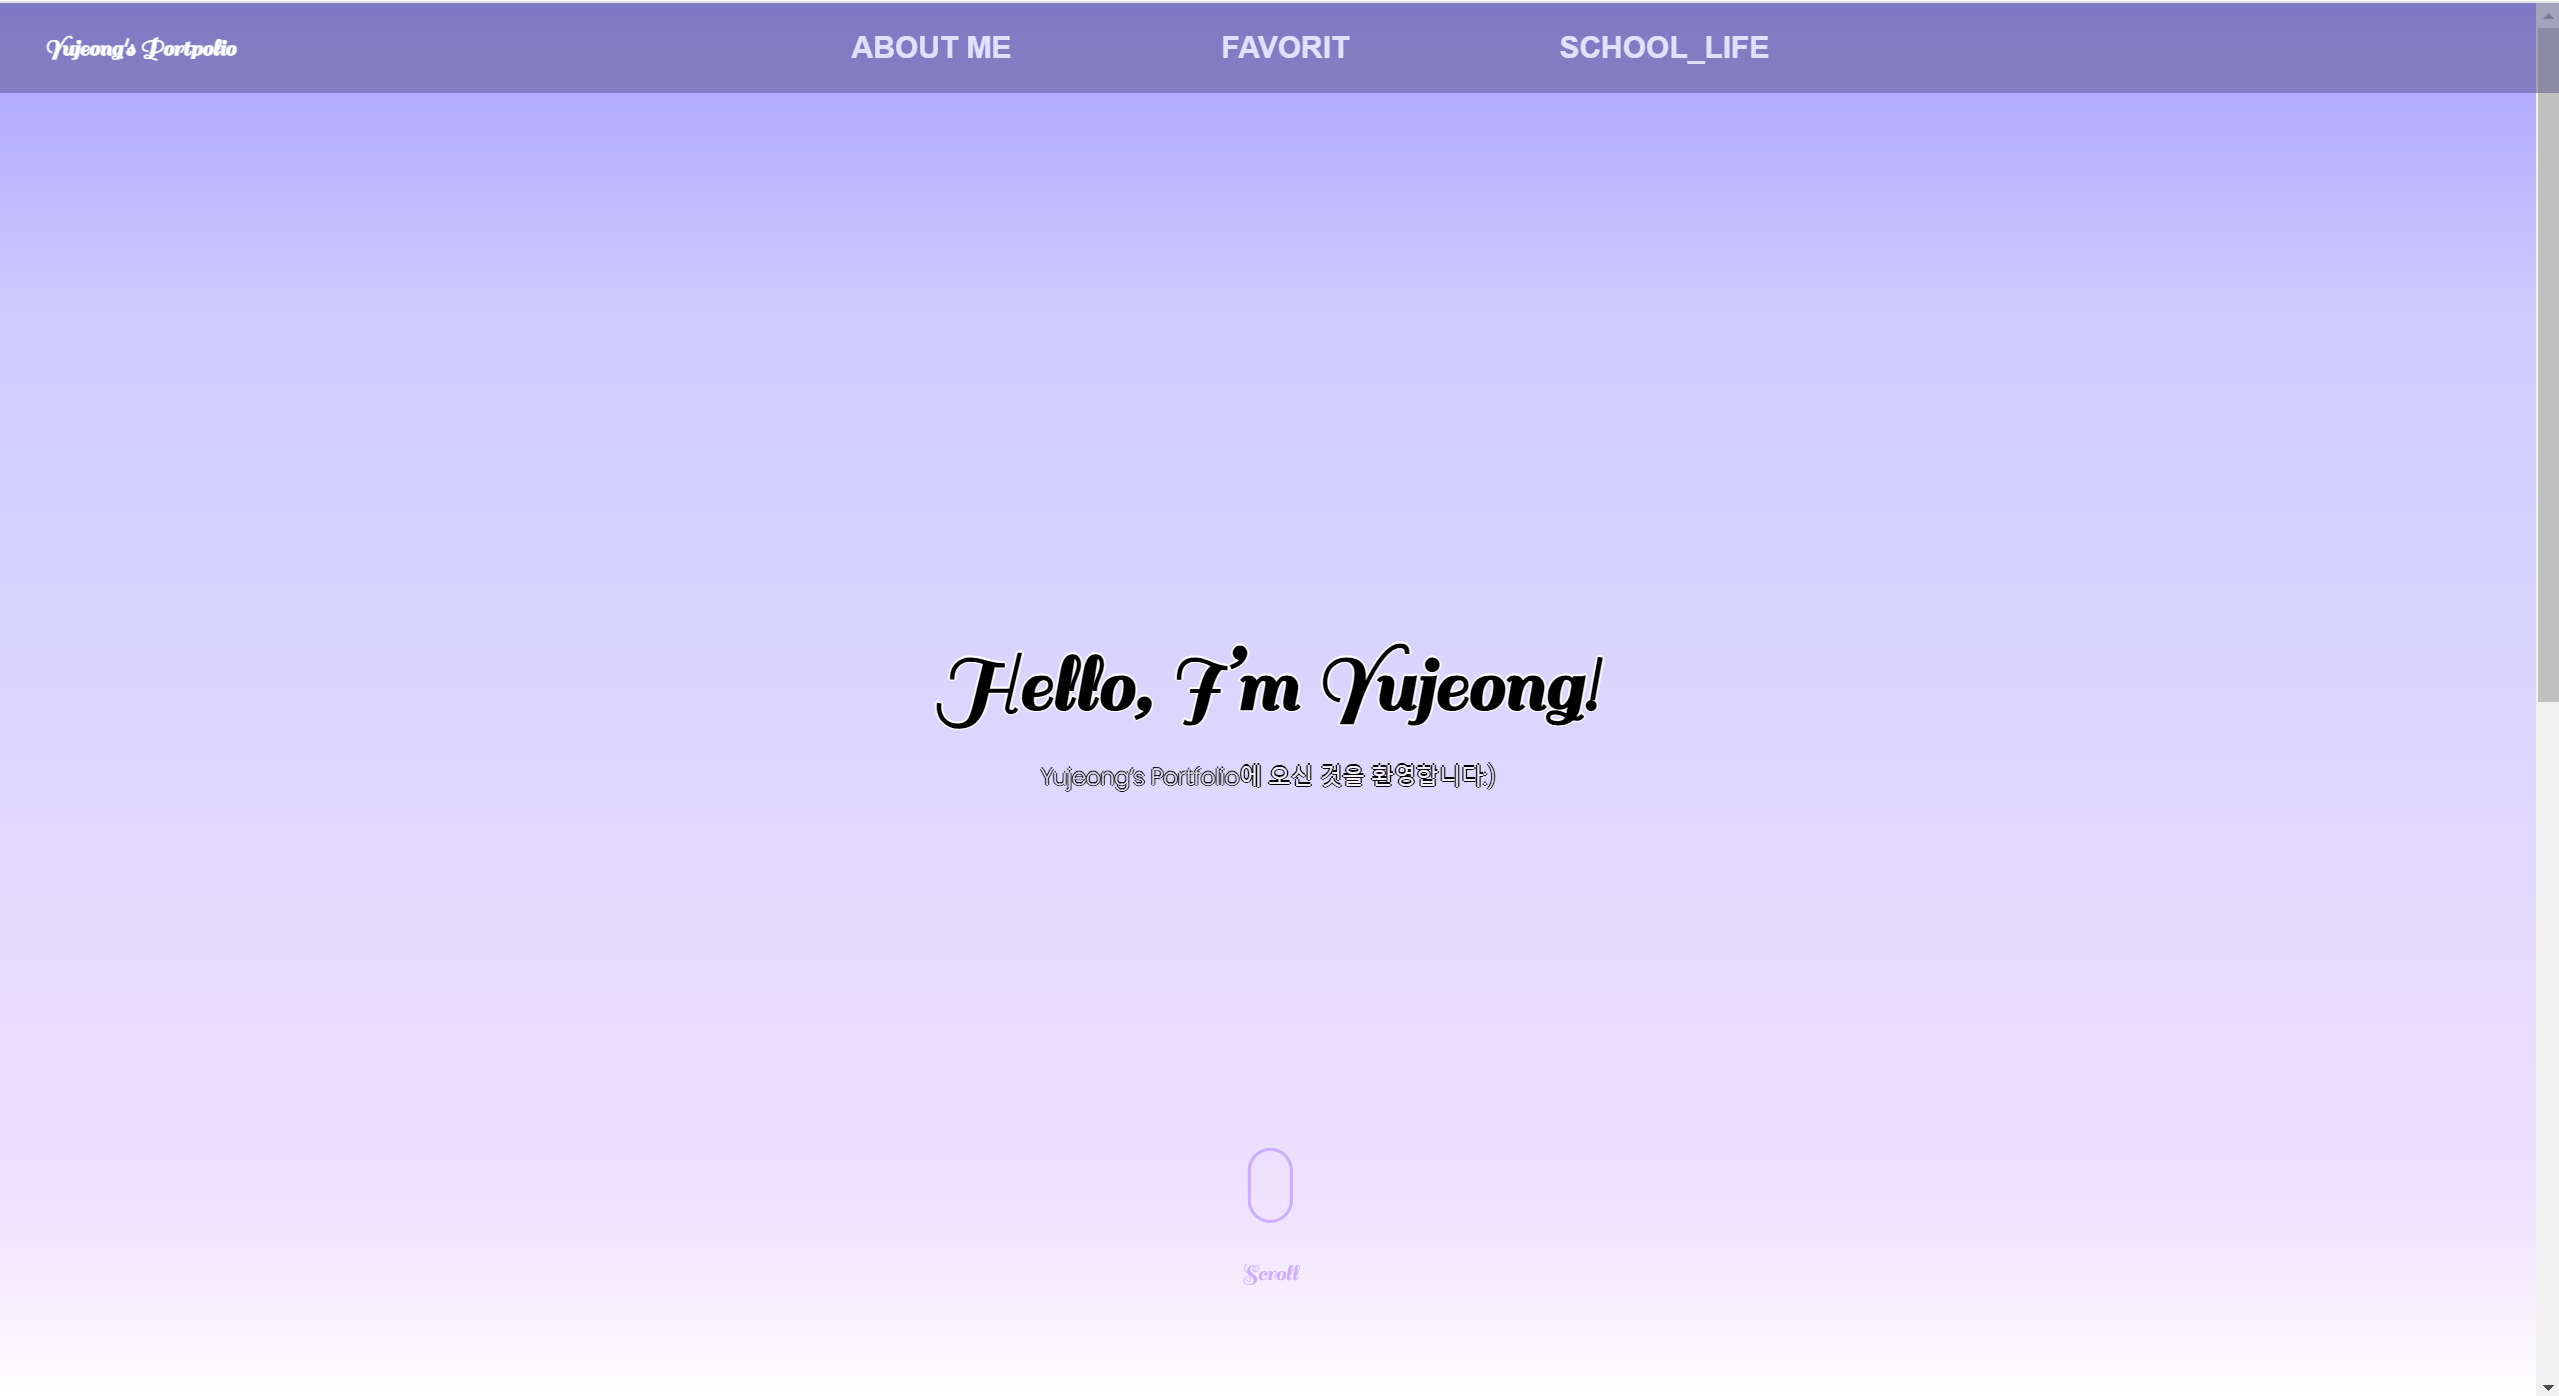 Yujeong's Portpolio
ABOUT ME
FAVORIT
SCHOOL_LIFE
Hello, I’m Yujeong!
Yujeong’s Portfolio에 오신 것을 환영합니다:)
Scroll